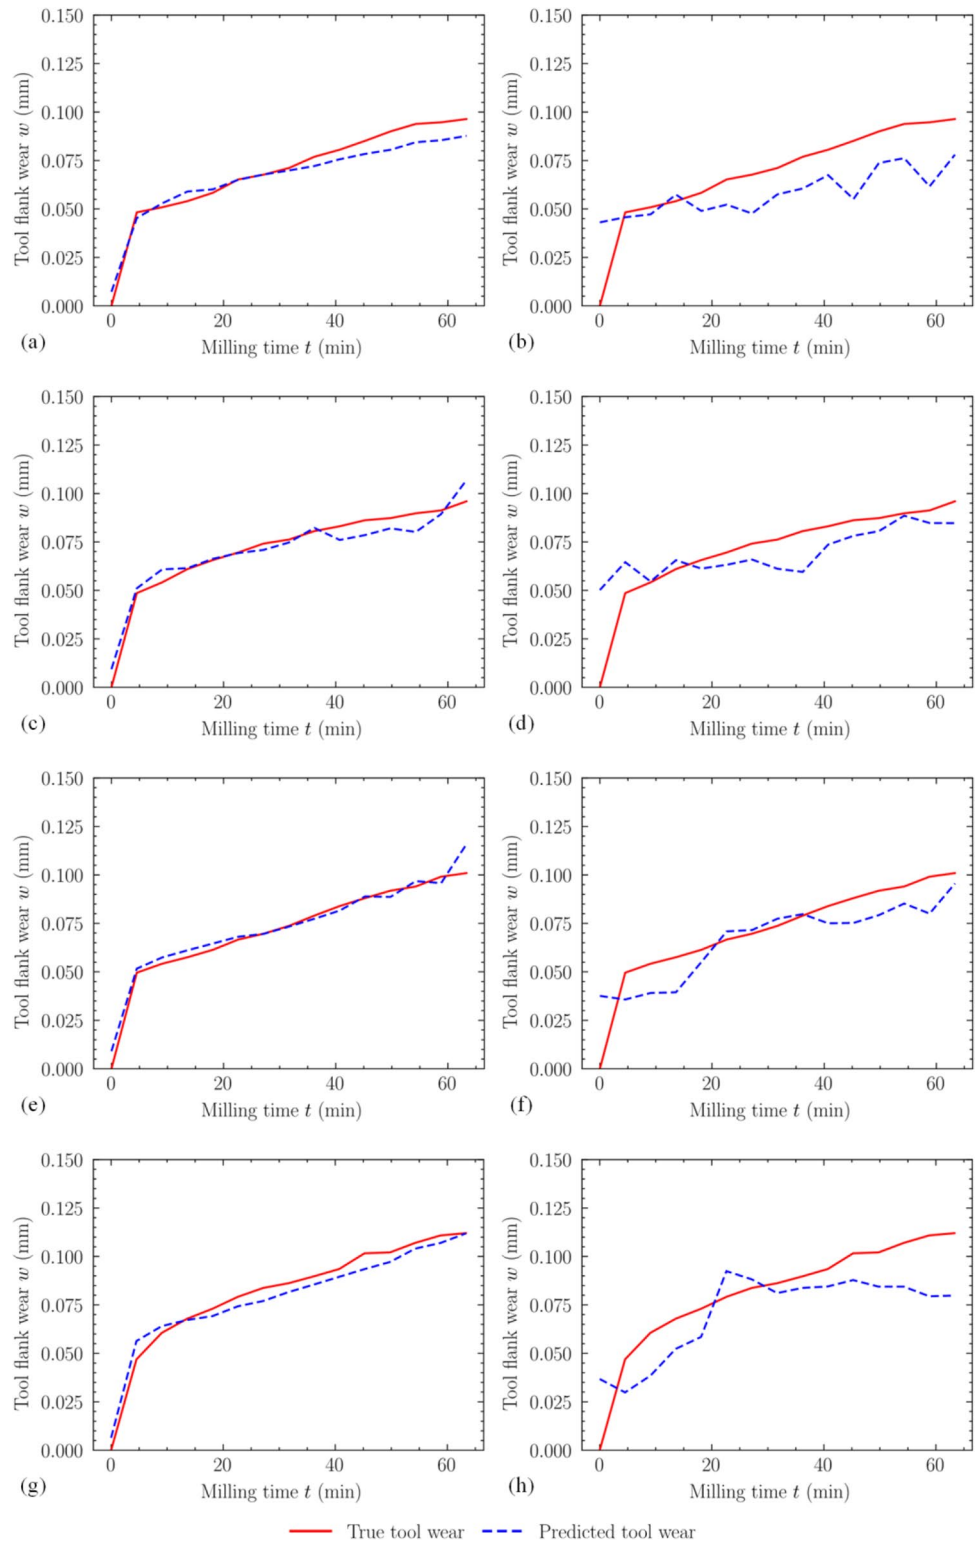 0.150 0.150
0.125 0.125
0.100 0.100
0.075 0.075
0.050 0.050
0.025 0.025
0.000 0.000
Tool flank wear w (mm) Tool flank wear w (mm)
0 20 40 60 0 20 40 60
(a) Milling time t (min) (b) Milling time t (min)
0.150 0.150
0.125 0.125
0.100 0.100
0.075 0.075
0.050 0.050
0.025 0.025
0.000 0.000
Tool flank wear w (mm) Tool flank wear w (mm)
0 20 40 60 0 20 40 60
(c) Milling time t (min) (d) Milling time t (min)
0.150 0.150
0.125 0.125
0.100 0.100
0.075 0.075
0.050 0.050
0.025 0.025
0.000 0.000
Tool flank wear w (mm) Tool flank wear w (mm)
0 20 40 60 0 20 40 60
(e) Milling time t (min) (f) Milling time t (min)
0.150 0.150
0.125 0.125
0.100 0.100
0.075 0.075
0.050 0.050
0.025 0.025
0.000 0.000
Tool flank wear w (mm) Tool flank wear w (mm)
0 20 40 60 0 20 40 60
(g) Milling time t (min) (h) Milling time t (min)
True tool wear Predicted tool wear